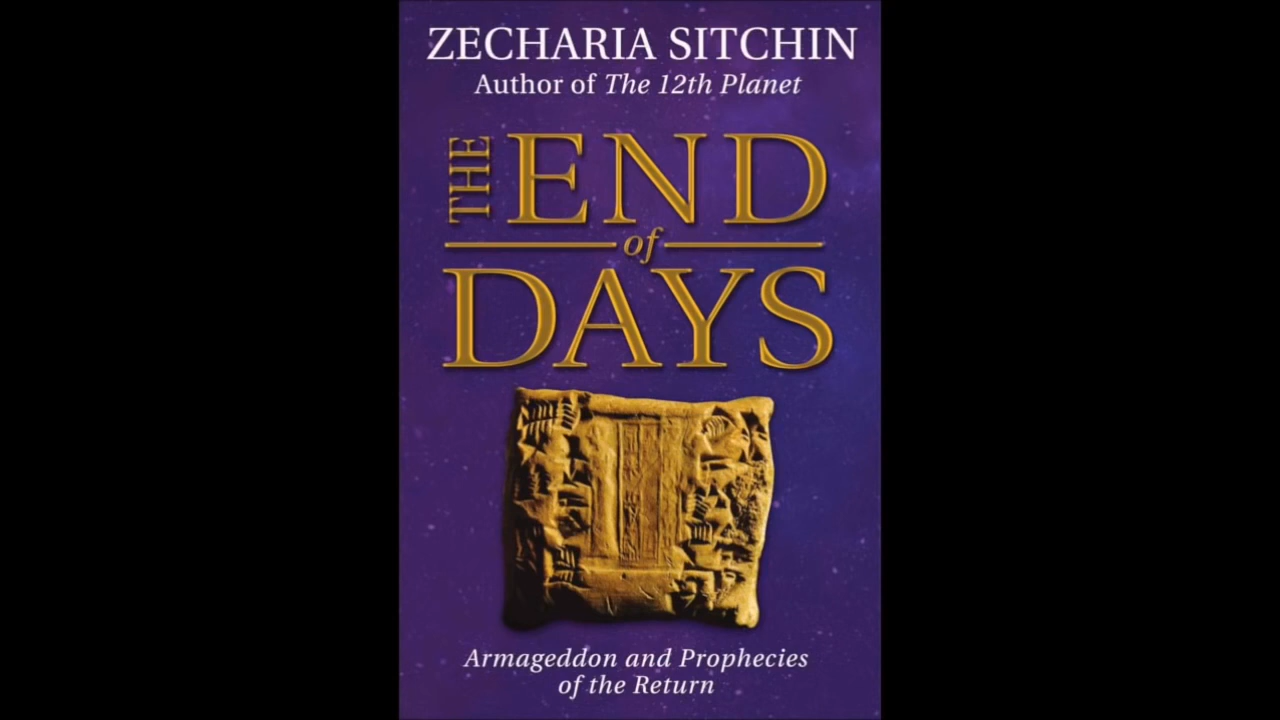 ZECHARIA SITCHIN
Author of The 12th Planet
THE END
of
DAYS
Armageddon and Prophecies
of the Return